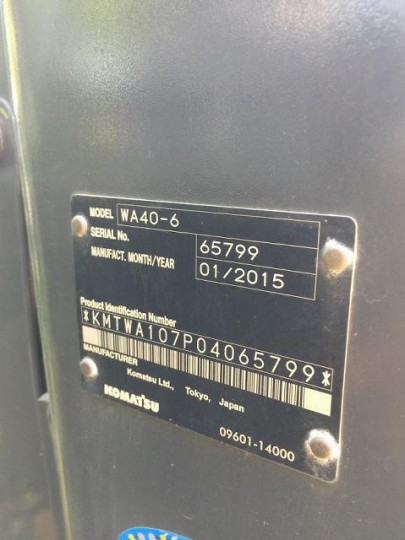 MODEL WA40-6
SERIAL No. 65799
MANUFACT. MONTH/YEAR 01/2015
Product Identification Number
*KMTWA107P04065799*
MANUFACTURER
Komatsu Ltd., Tokyo, Japan
KOMATSU
09601-14000